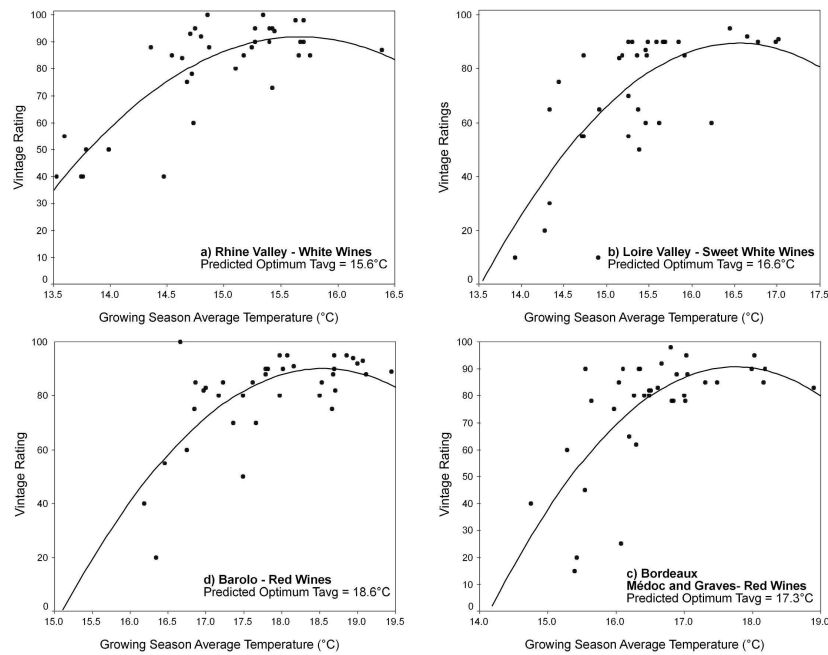 100
90
80
70
60
50
40
30
20
10
0
Vintage Rating
13.5 14.0 14.5 15.0 15.5 16.0 16.5
Growing Season Average Temperature (°C)
a) Rhine Valley - White Wines
Predicted Optimum Tavg = 15.6°C
100
90
80
70
60
50
40
30
20
10
0
Vintage Ratings
13.5 14.0 14.5 15.0 15.5 16.0 16.5 17.0 17.5
Growing Season Average Temperature (°C)
b) Loire Valley - Sweet White Wines
Predicted Optimum Tavg = 16.6°C
100
80
60
40
20
0
Vintage Rating
15.0 15.5 16.0 16.5 17.0 17.5 18.0 18.5 19.0 19.5
Growing Season Average Temperature (°C)
d) Barolo - Red Wines
Predicted Optimum Tavg = 18.6°C
100
90
80
70
60
50
40
30
20
10
0
Vintage Rating
14.0 15.0 16.0 17.0 18.0 19.0
Growing Season Average Temperature (°C)
c) Bordeaux
Médoc and Graves- Red Wines
Predicted Optimum Tavg = 17.3°C